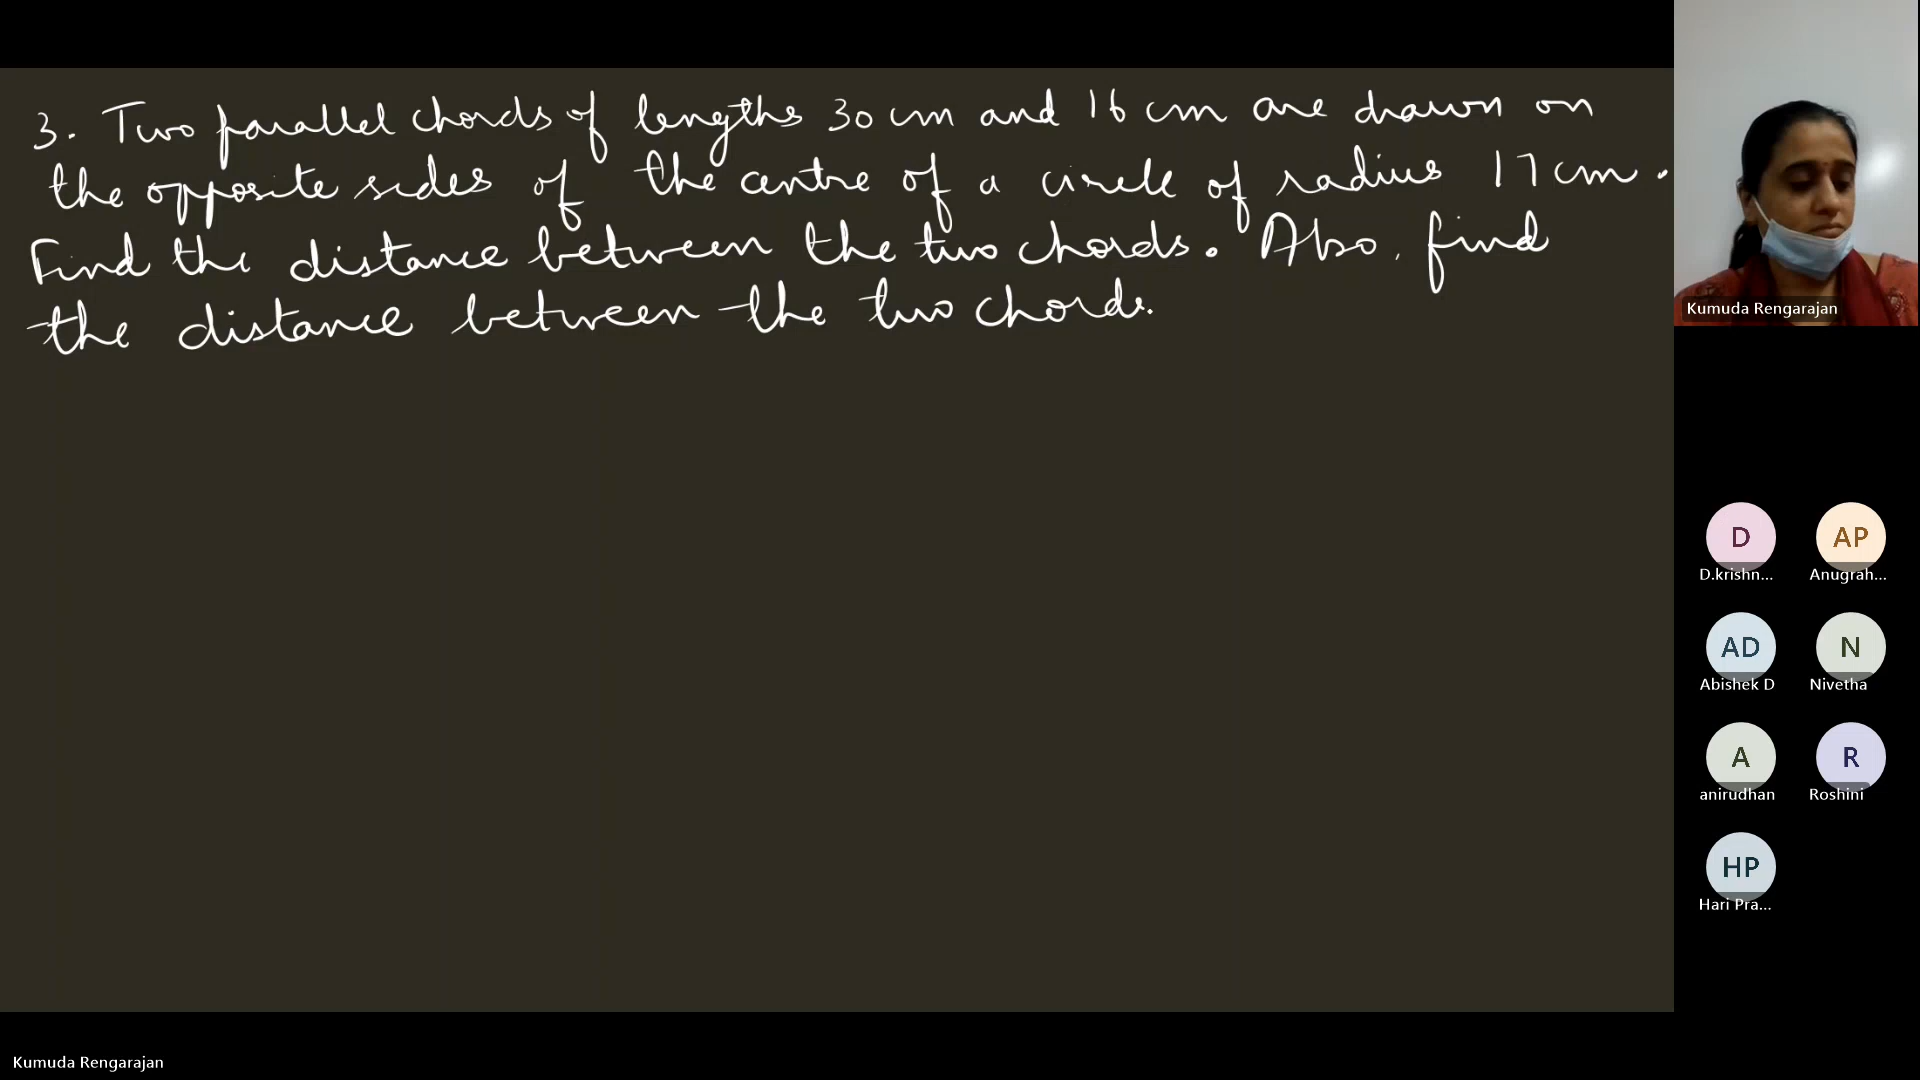 3. Two parallel chords of lengths 30 cm and 16 cm are drawn on
the opposite sides of the centre of a circle of radius 17 cm.
Find the distance between the two chords. Also, find
the distance between the two chords.
Kumuda Rengarajan
D
AP
D.krishn...
Anugrah...
AD
N
Abishek D
Nivetha
A
R
anirudhan
Roshini
HP
Hari Pra...
Kumuda Rengarajan